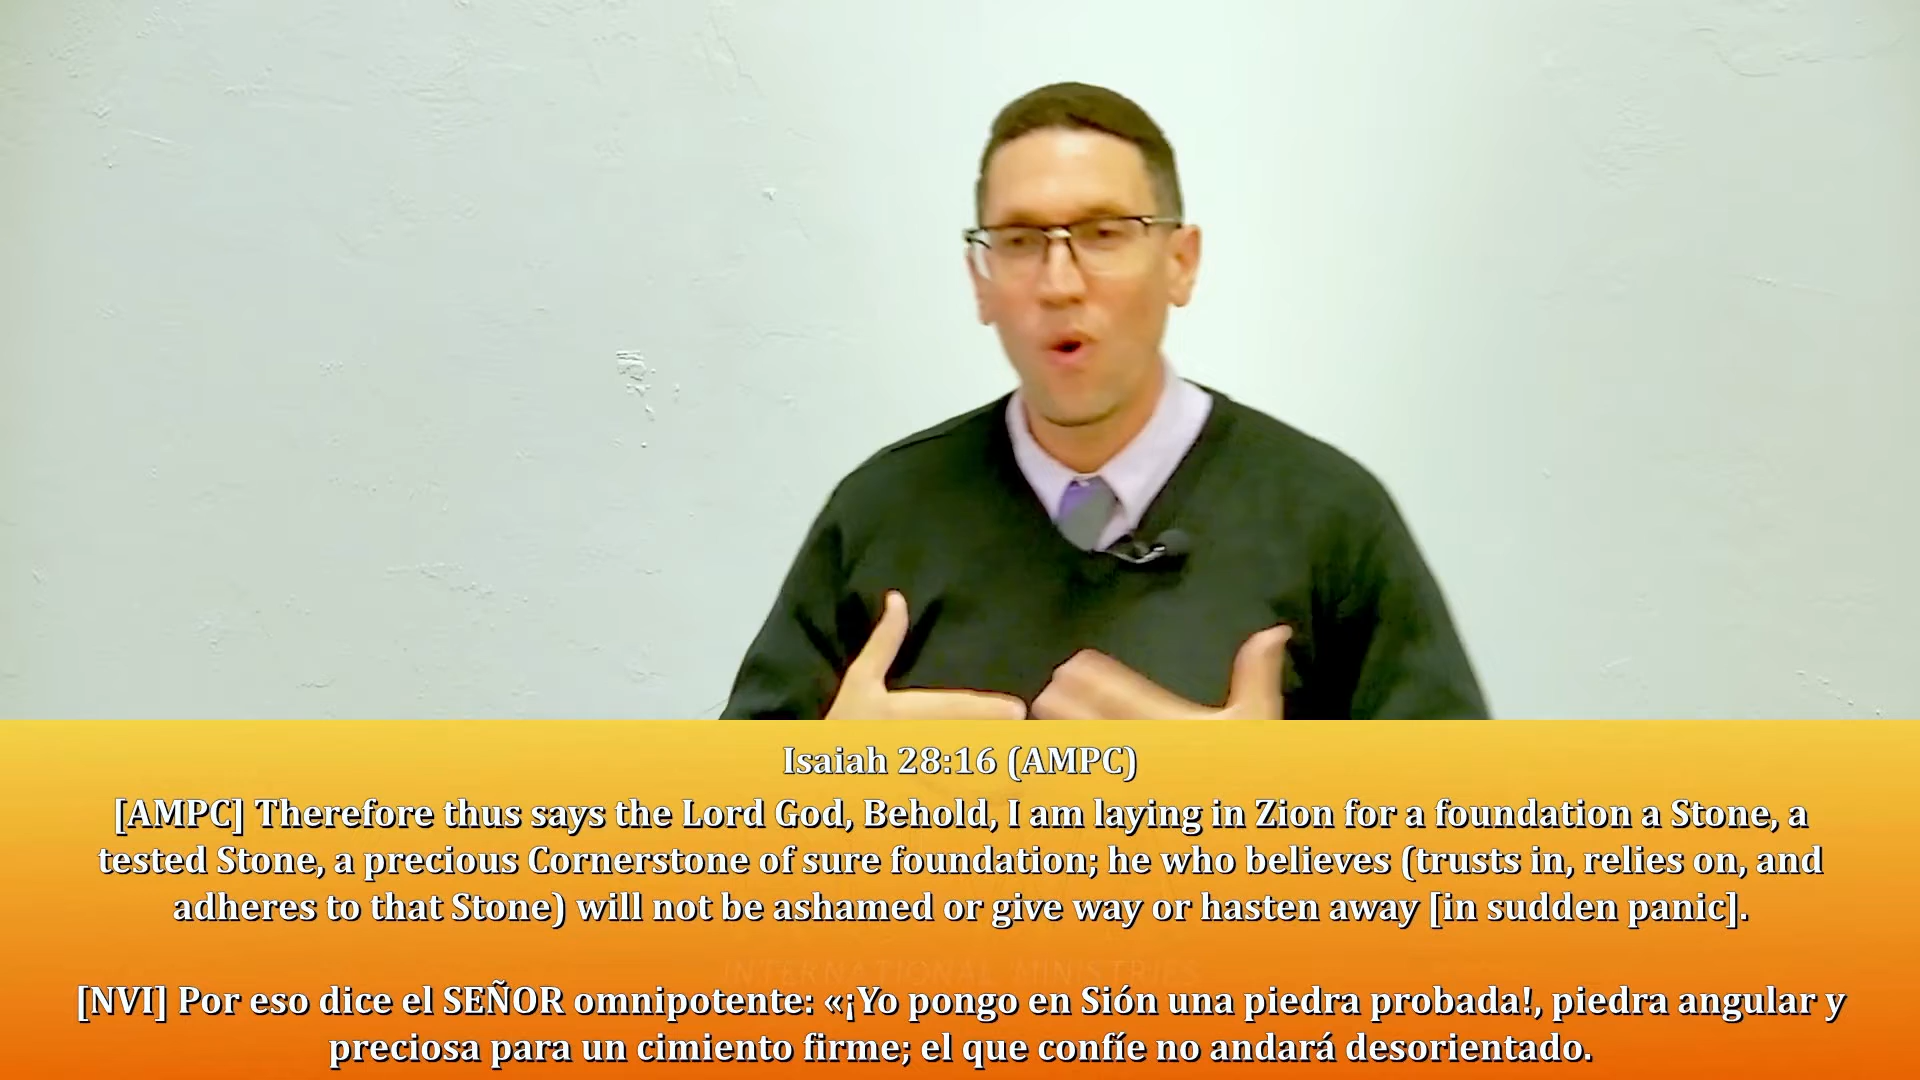 Isaiah 28:16 (AMPC)
[AMPC] Therefore thus says the Lord God, Behold, I am laying in Zion for a foundation a Stone, a
tested Stone, a precious Cornerstone of sure foundation; he who believes (trusts in, relies on, and
adheres to that Stone) will not be ashamed or give way or hasten away [in sudden panic].
INTERNATIONAL MINISTRIES
[NVI] Por eso dice el SEÑOR omnipotente: «¡Yo pongo en Sión una piedra probada!, piedra angular y
preciosa para un cimiento firme; el que confíe no andará desorientado.